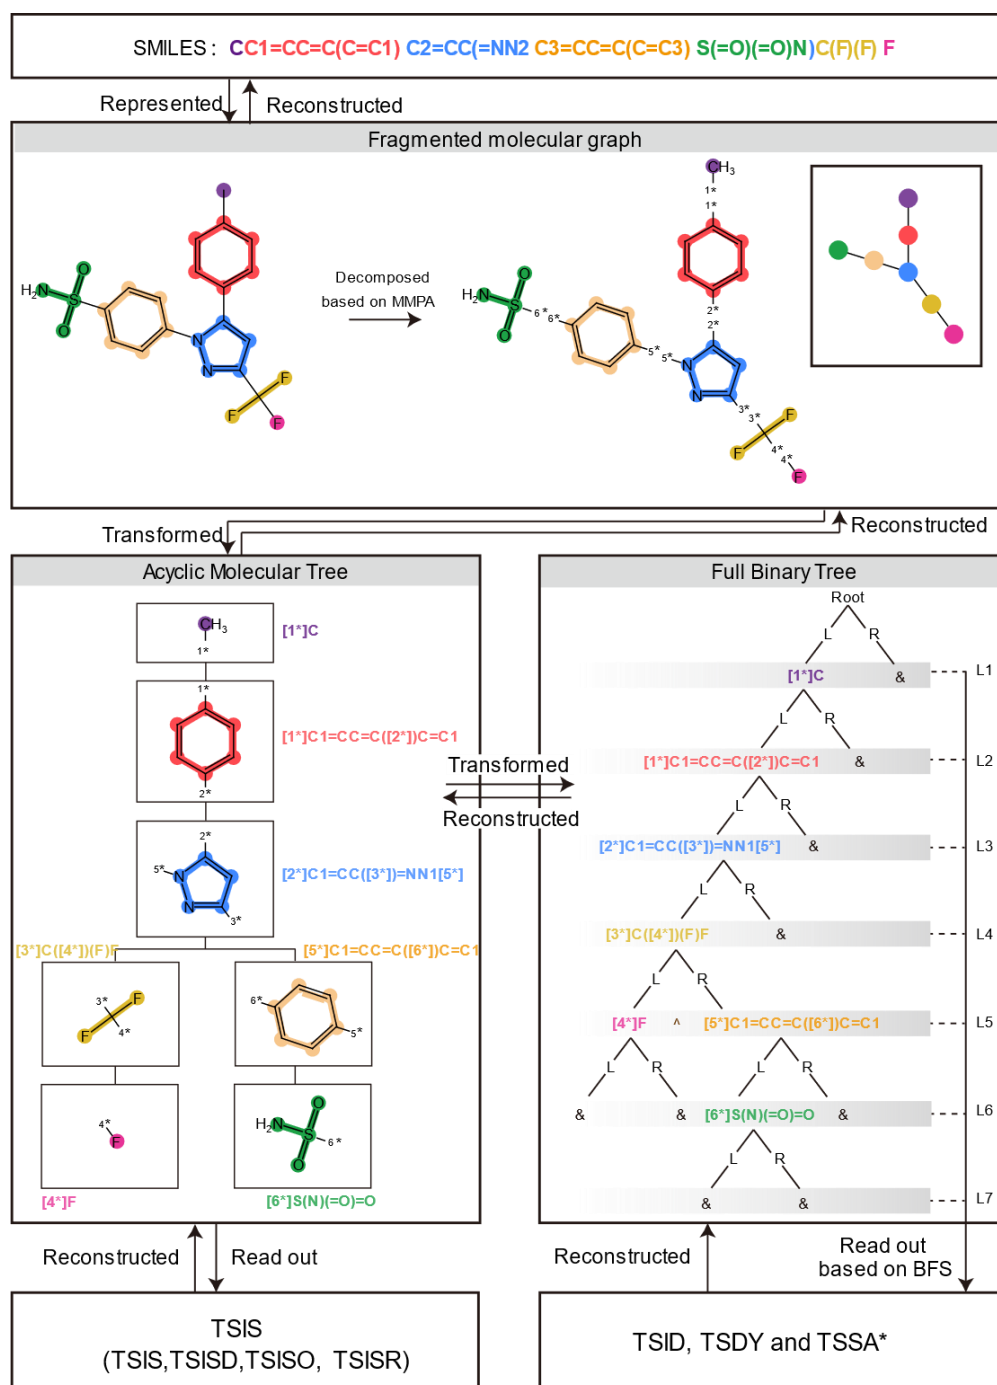 SMILES : CC1=CC=C(C=C1) C2=CC(=NN2 C3=CC=C(C=C3) S(=O)(=O)N)C(F)(F) F
Represented
Reconstructed
Fragmented molecular graph
I
O
H2N
S
O
N
N
F
F
F
Decomposed
based on MMPA
CH3
1*
1*
O
H2N
S
6*
6*
O
2*
2*
5*
5*
N
N
3*
3*
F
F
4*
4*
F
Transformed
Reconstructed
Acyclic Molecular Tree
CH3
1*
[1*]C
1*
2*
[1*]C1=CC=C([2*])C=C1
2*
5*
N
N
3*
[2*]C1=CC([3*])=NN1[5*]
[3*]C([4*])(F)F
[5*]C1=CC=C([6*])C=C1
3*
F
F
4*
6*
5*
4*
F
H2N
O
S
6*
O
[4*]F
[6*]S(N)(=O)=O
Transformed
Reconstructed
Full Binary Tree
Root
L R
[1*]C & L1
L R
[1*]C1=CC=C([2*])C=C1 & L2
L R
[2*]C1=CC([3*])=NN1[5*] & L3
L R
[3*]C([4*])(F)F & L4
L R
[4*]F ^ [5*]C1=CC=C([6*])C=C1 L5
L R L R
& & [6*]S(N)(=O)=O & L6
L R
& & L7
Reconstructed
Read out
Reconstructed
Read out
based on BFS
TSIS
(TSIS,TSISD,TSISO, TSISR)
TSID, TSDY and TSSA*